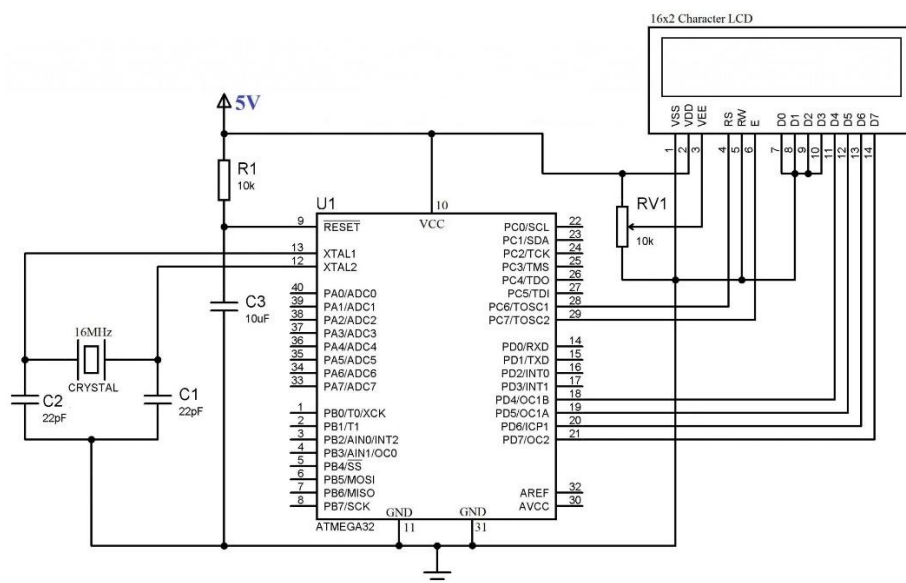 16x2 Character LCD
5V
VSS
VDD
VEE
RS
RW
E
D0
D1
D2
D3
D4
D5
D6
D7
1
2
3
4
5
6
7
8
9
10
11
12
13
14
R1
10k
RV1
10k
U1
10
VCC
9 RESET
13 XTAL1
12 XTAL2
40 PA0/ADC0
39 PA1/ADC1
38 PA2/ADC2
37 PA3/ADC3
36 PA4/ADC4
35 PA5/ADC5
34 PA6/ADC6
33 PA7/ADC7
1 PB0/T0/XCK
2 PB1/T1
3 PB2/AIN0/INT2
4 PB3/AIN1/OC0
5 PB4/SS
6 PB5/MOSI
7 PB6/MISO
8 PB7/SCK
PC0/SCL 22
PC1/SDA 23
PC2/TCK 24
PC3/TMS 25
PC4/TDO 26
PC5/TDI 27
PC6/TOSC1 28
PC7/TOSC2 29
PD0/RXD 14
PD1/TXD 15
PD2/INT0 16
PD3/INT1 17
PD4/OC1B 18
PD5/OC1A 19
PD6/ICP1 20
PD7/OC2 21
AREF 32
AVCC 30
GND
11
GND
31
ATMEGA32
C3
10uF
16MHz
CRYSTAL
C2
22pF
C1
22pF